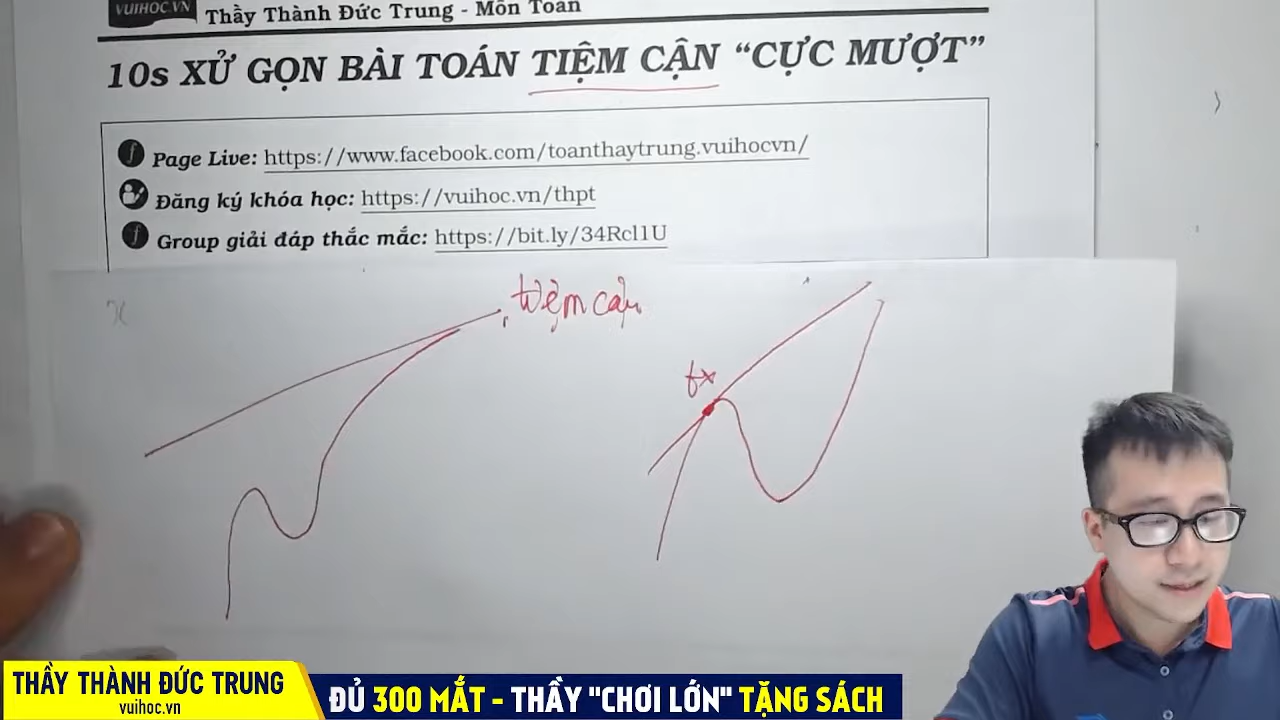 VUIHOC.VN
Thầy Thành Đức Trung - Môn Toán
10s XỬ GỌN BÀI TOÁN TIỆM CẬN “CỰC MƯỢT”
Page Live: https://www.facebook.com/toanthaytrung.vuihocvn/
Đăng ký khóa học: https://vuihoc.vn/thpt
Group giải đáp thắc mắc: https://bit.ly/34Rcl1U
tiệm cận
THẦY THÀNH ĐỨC TRUNG
vuihoc.vn
ĐỦ 300 MẮT - THẦY "CHƠI LỚN" TẶNG SÁCH